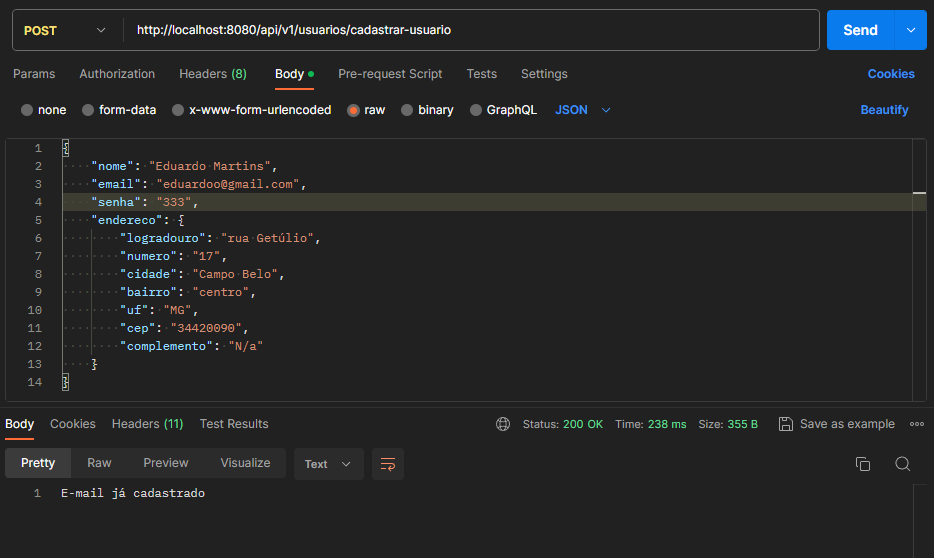 POST http://localhost:8080/api/v1/usuarios/cadastrar-usuario Send
Params Authorization Headers (8) Body Pre-request Script Tests Settings Cookies
none form-data x-www-form-urlencoded raw binary GraphQL JSON Beautify
1 {
2 "nome": "Eduardo Martins",
3 "email": "eduardoo@gmail.com",
4 "senha": "333",
5 "endereco": {
6 "logradouro": "rua Getúlio",
7 "numero": "17",
8 "cidade": "Campo Belo",
9 "bairro": "centro",
10 "uf": "MG",
11 "cep": "34420090",
12 "complemento": "N/a"
13 }
14 }
Body Cookies Headers (11) Test Results Status: 200 OK Time: 238 ms Size: 355 B Save as example
Pretty Raw Preview Visualize Text
1 E-mail já cadastrado